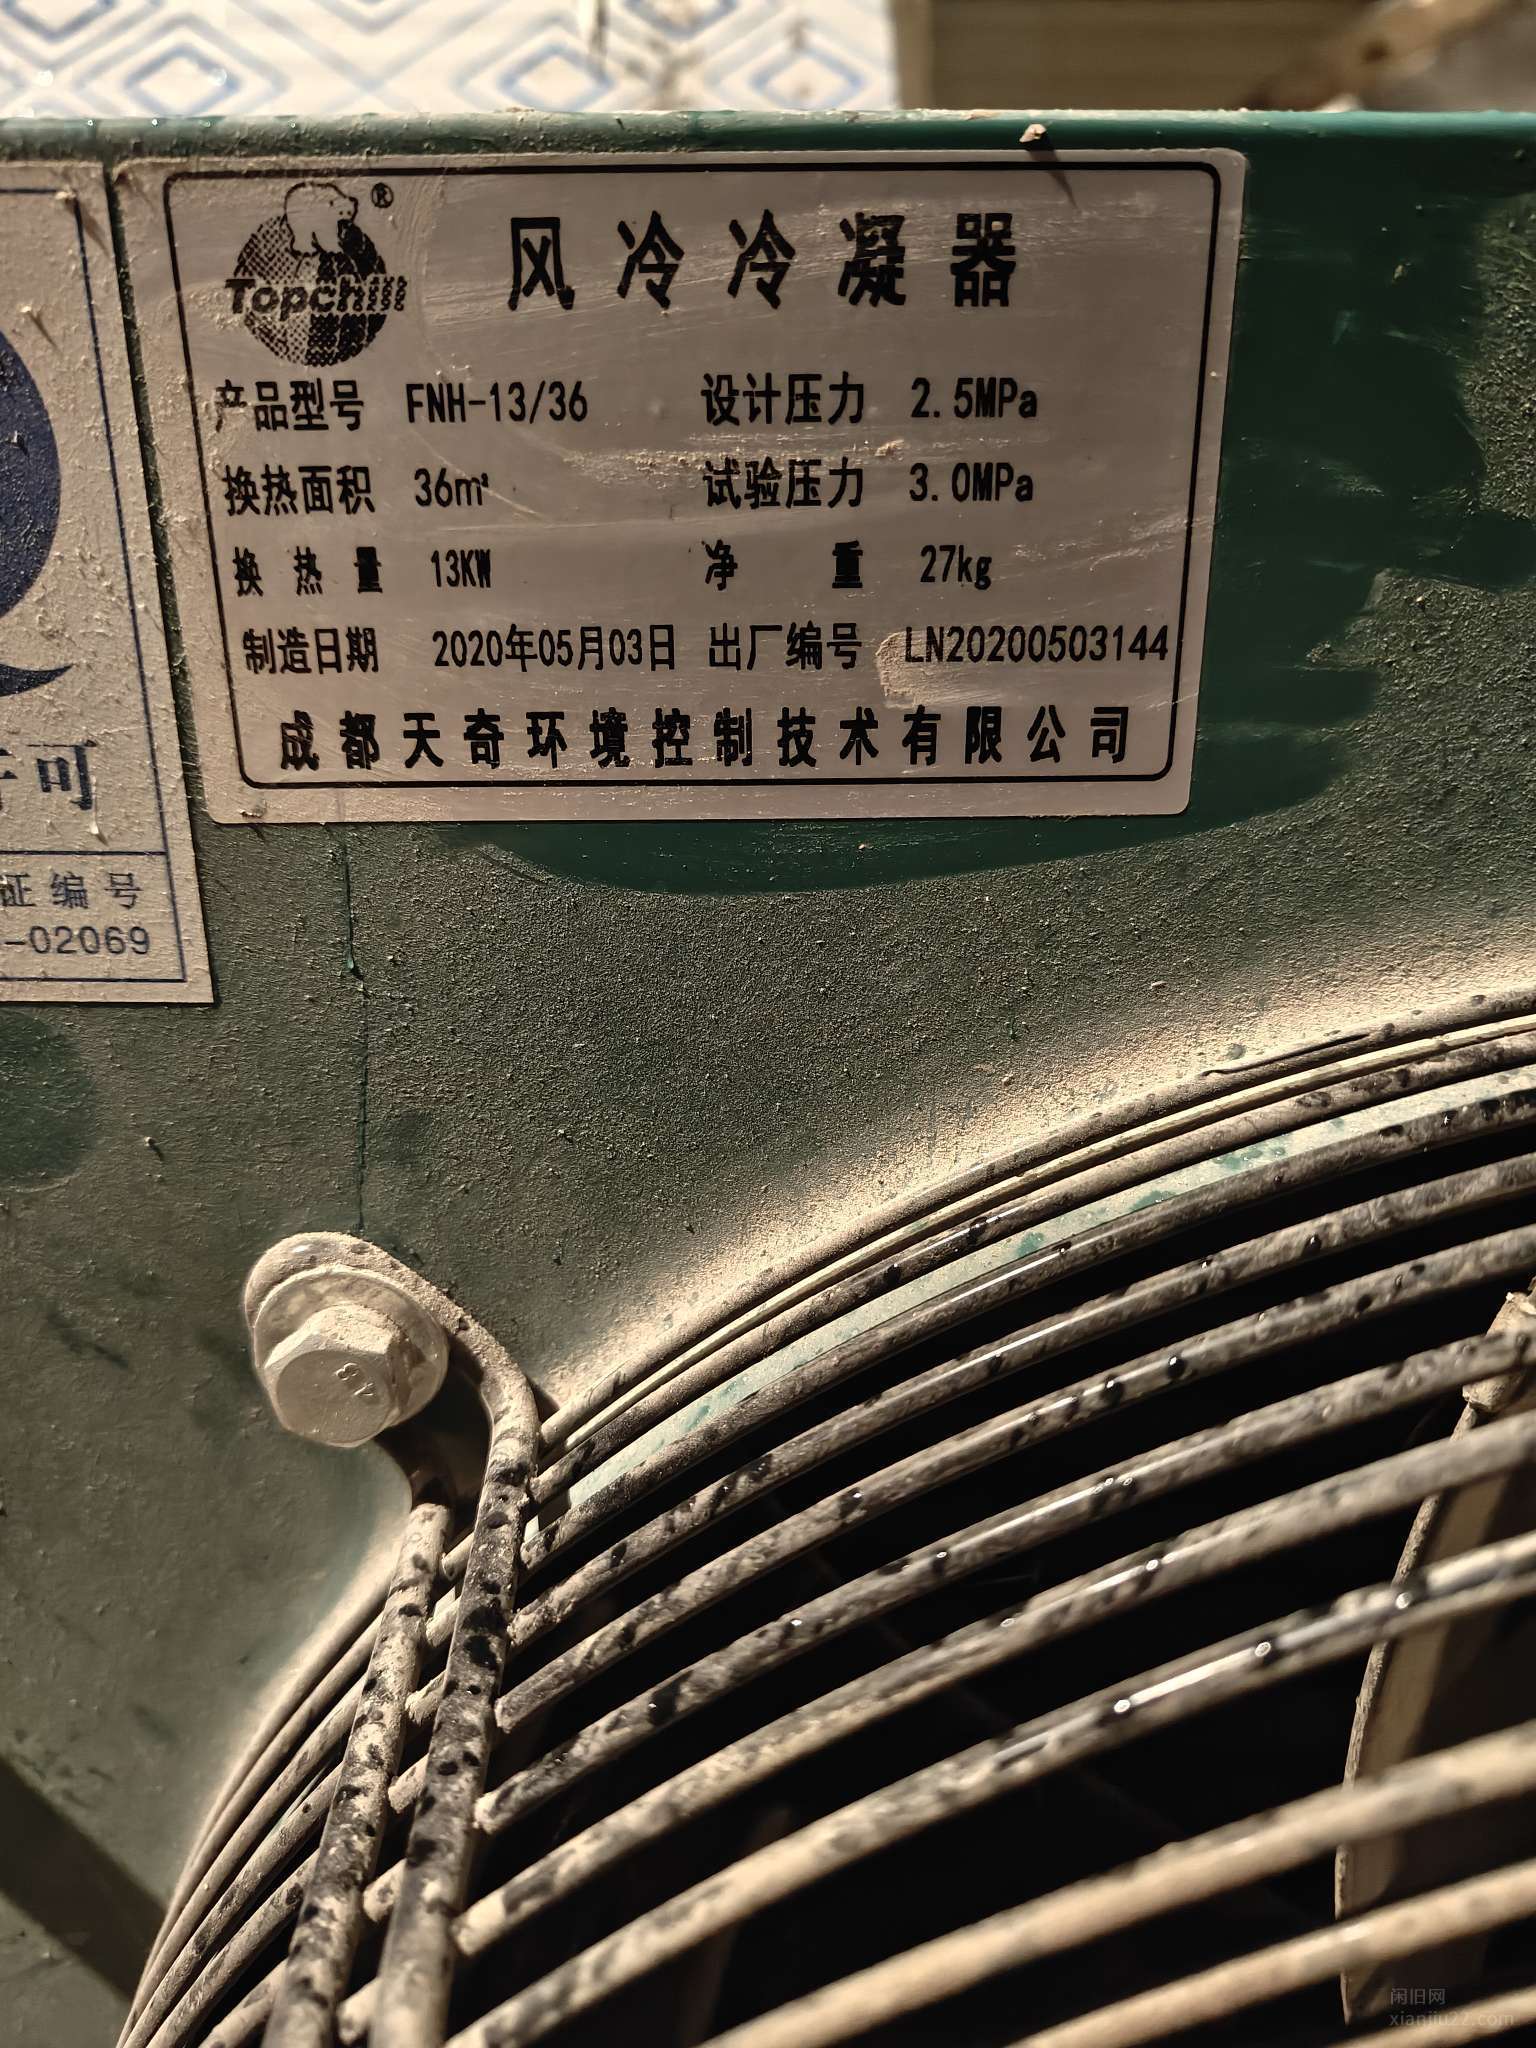 ® Topchill
风冷冷凝器
产品型号 FNH-13/36 设计压力 2.5MPa
换热面积 36㎡ 试验压力 3.0MPa
换热量 13KW 净重 27kg
制造日期 2020年05月03日 出厂编号 LN20200503144
成都天奇环境控制技术有限公司
可
证编号
-02069
8.4
闲旧网
xianjiu22.com